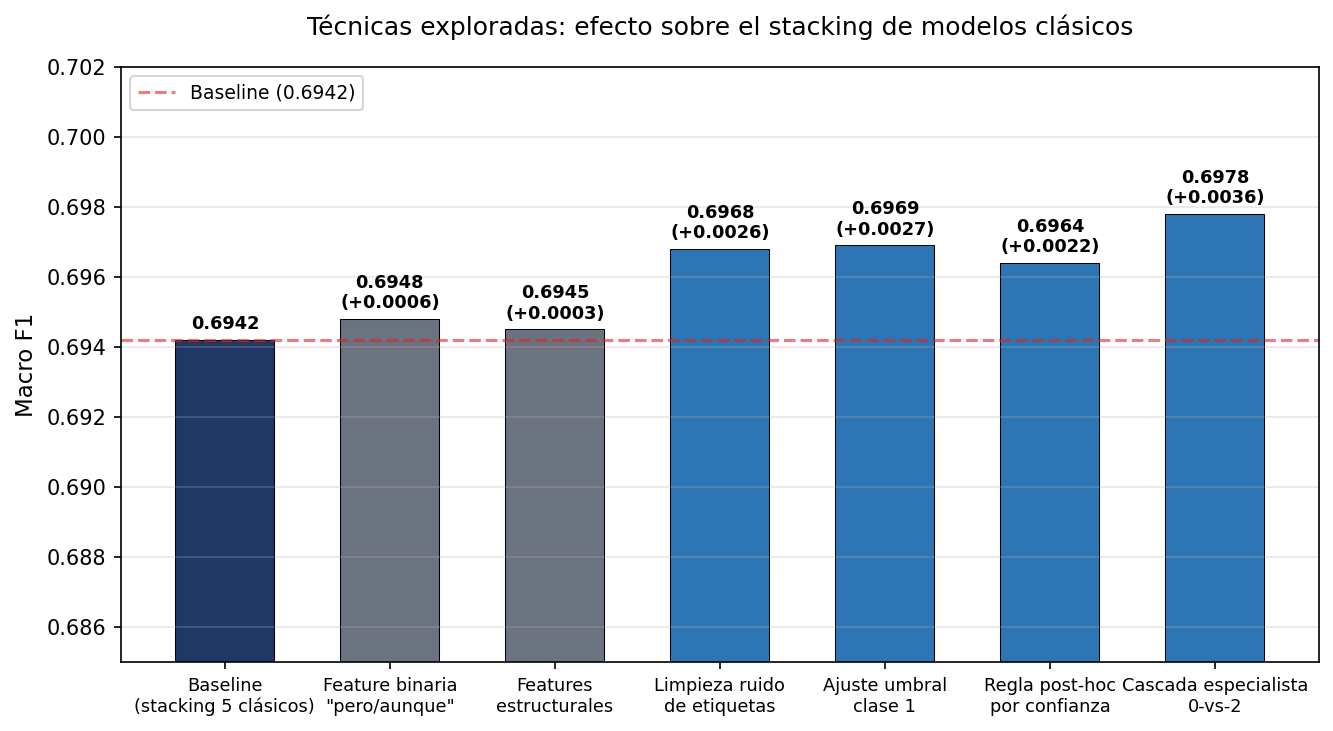 Técnicas exploradas: efecto sobre el stacking de modelos clásicos
Baseline (0.6942)
Macro F1
0.702
0.700
0.698
0.696
0.694
0.692
0.690
0.688
0.686
0.6942
0.6948
(+0.0006)
0.6945
(+0.0003)
0.6968
(+0.0026)
0.6969
(+0.0027)
0.6964
(+0.0022)
0.6978
(+0.0036)
Baseline
(stacking 5 clásicos)
Feature binaria
"pero/aunque"
Features
estructurales
Limpieza ruido
de etiquetas
Ajuste umbral
clase 1
Regla post-hoc
por confianza
Cascada especialista
0-vs-2